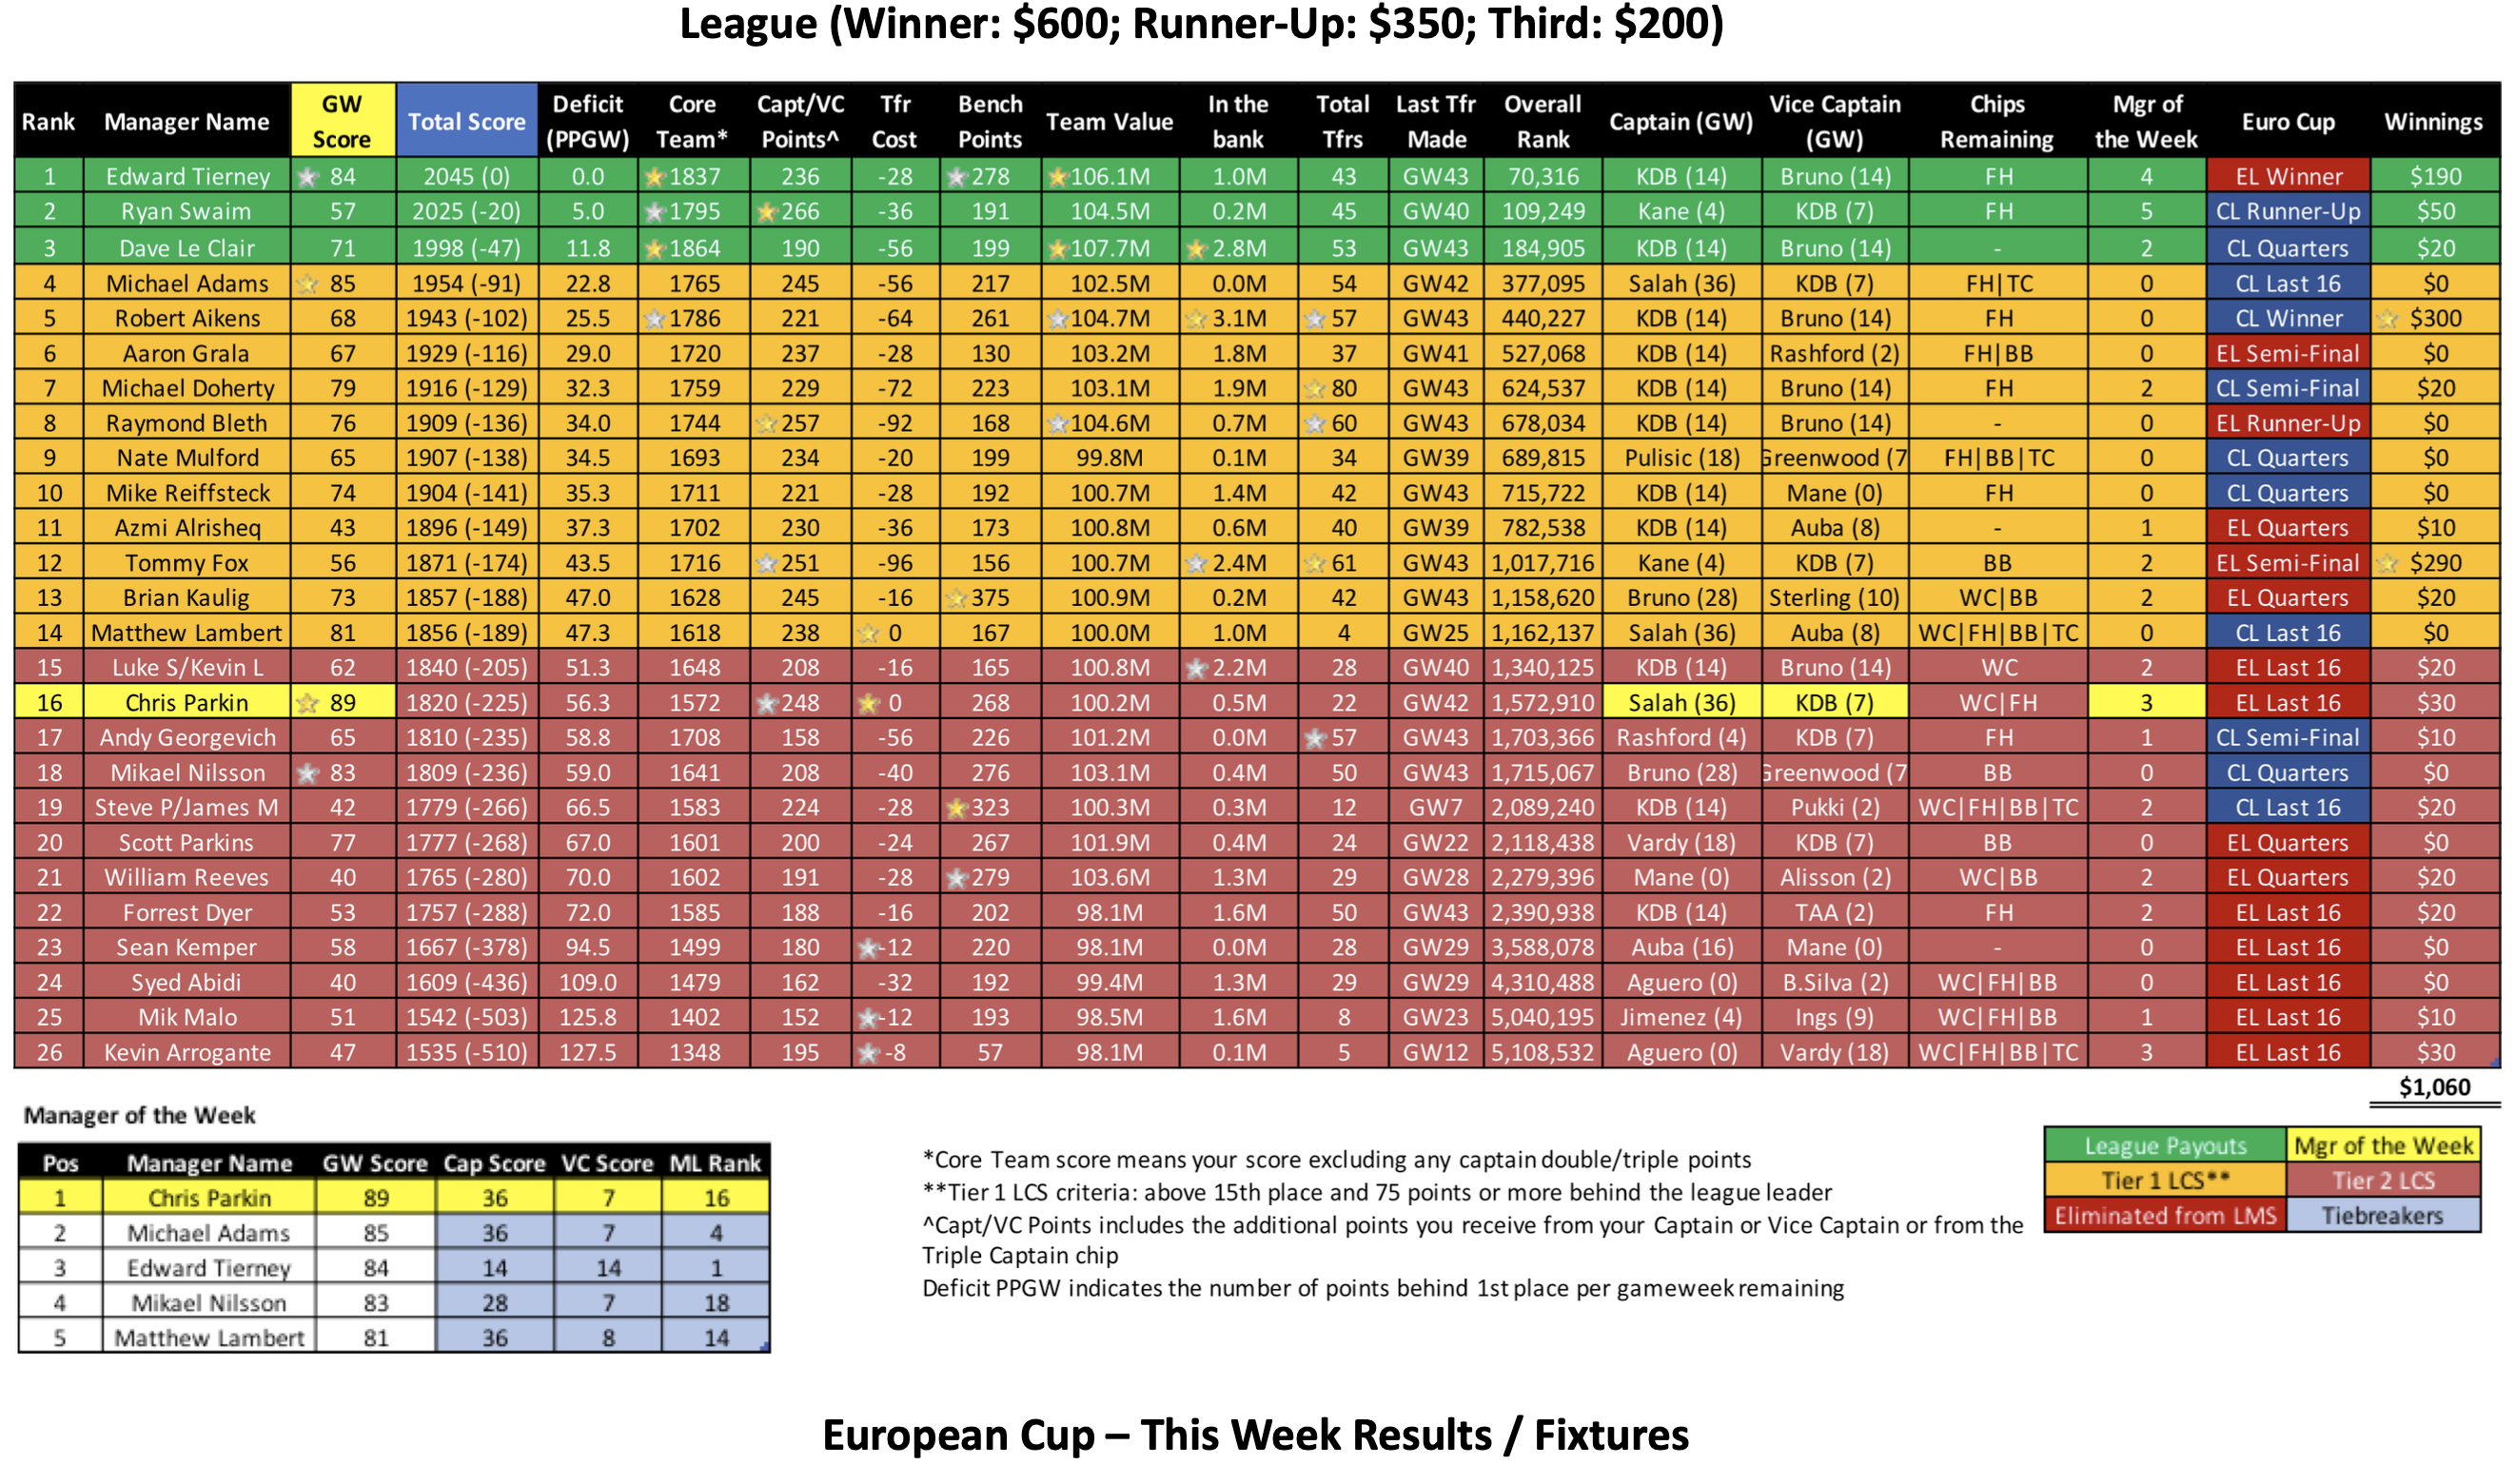 League (Winner: $600; Runner-Up: $350; Third: $200)
Rank Manager Name GW Score Total Score Deficit (PPGW) Core Team* Capt/VC Points^ Tfr Cost Bench Points Team Value In the bank Total Tfrs Last Tfr Made Overall Rank Captain (GW) Vice Captain (GW) Chips Remaining Mgr of the Week Euro Cup Winnings
1 Edward Tierney 84 2045 (0) 0.0 1837 236 -28 278 106.1M 1.0M 43 GW43 70,316 KDB (14) Bruno (14) FH 4 EL Winner $190
2 Ryan Swaim 57 2025 (-20) 5.0 1795 266 -36 191 104.5M 0.2M 45 GW40 109,249 Kane (4) KDB (7) FH 5 CL Runner-Up $50
3 Dave Le Clair 71 1998 (-47) 11.8 1864 190 -56 199 107.7M 2.8M 53 GW43 184,905 KDB (14) Bruno (14) - 2 CL Quarters $20
4 Michael Adams 85 1954 (-91) 22.8 1765 245 -56 217 102.5M 0.0M 54 GW42 377,095 Salah (36) KDB (7) FH|TC 0 CL Last 16 $0
5 Robert Aikens 68 1943 (-102) 25.5 1786 221 -64 261 104.7M 3.1M 57 GW43 440,227 KDB (14) Bruno (14) FH 0 CL Winner $300
6 Aaron Grala 67 1929 (-116) 29.0 1720 237 -28 130 103.2M 1.8M 37 GW41 527,068 KDB (14) Rashford (2) FH|BB 0 EL Semi-Final $0
7 Michael Doherty 79 1916 (-129) 32.3 1759 229 -72 223 103.1M 1.9M 80 GW43 624,537 KDB (14) Bruno (14) FH 2 CL Semi-Final $20
8 Raymond Bleth 76 1909 (-136) 34.0 1744 257 -92 168 104.6M 0.7M 60 GW43 678,034 KDB (14) Bruno (14) - 0 EL Runner-Up $0
9 Nate Mulford 65 1907 (-138) 34.5 1693 234 -20 199 99.8M 0.1M 34 GW39 689,815 Pulisic (18) Greenwood (7 FH|BB|TC 0 CL Quarters $0
10 Mike Reiffsteck 74 1904 (-141) 35.3 1711 221 -28 192 100.7M 1.4M 42 GW43 715,722 KDB (14) Mane (0) FH 0 CL Quarters $0
11 Azmi Alrisheq 43 1896 (-149) 37.3 1702 230 -36 173 100.8M 0.6M 40 GW39 782,538 KDB (14) Auba (8) - 1 EL Quarters $10
12 Tommy Fox 56 1871 (-174) 43.5 1716 251 -96 156 100.7M 2.4M 61 GW43 1,017,716 Kane (4) KDB (7) BB 2 EL Semi-Final $290
13 Brian Kaulig 73 1857 (-188) 47.0 1628 245 -16 375 100.9M 0.2M 42 GW43 1,158,620 Bruno (28) Sterling (10) WC|BB 2 EL Quarters $20
14 Matthew Lambert 81 1856 (-189) 47.3 1618 238 0 167 100.0M 1.0M 4 GW25 1,162,137 Salah (36) Auba (8) WC|FH|BB|TC 0 CL Last 16 $0
15 Luke S/Kevin L 62 1840 (-205) 51.3 1648 208 -16 165 100.8M 2.2M 28 GW40 1,340,125 KDB (14) Bruno (14) WC 2 EL Last 16 $20
16 Chris Parkin 89 1820 (-225) 56.3 1572 248 0 268 100.2M 0.5M 22 GW42 1,572,910 Salah (36) KDB (7) WC|FH 3 EL Last 16 $30
17 Andy Georgevich 65 1810 (-235) 58.8 1708 158 -56 226 101.2M 0.0M 57 GW43 1,703,366 Rashford (4) KDB (7) FH 1 CL Semi-Final $10
18 Mikael Nilsson 83 1809 (-236) 59.0 1641 208 -40 276 103.1M 0.4M 50 GW43 1,715,067 Bruno (28) Greenwood (7 BB 0 CL Quarters $0
19 Steve P/James M 42 1779 (-266) 66.5 1583 224 -28 323 100.3M 0.3M 12 GW7 2,089,240 KDB (14) Pukki (2) WC|FH|BB|TC 2 CL Last 16 $20
20 Scott Parkins 77 1777 (-268) 67.0 1601 200 -24 267 101.9M 0.4M 24 GW22 2,118,438 Vardy (18) KDB (7) BB 0 EL Quarters $0
21 William Reeves 40 1765 (-280) 70.0 1602 191 -28 279 103.6M 1.3M 29 GW28 2,279,396 Mane (0) Alisson (2) WC|BB 2 EL Quarters $20
22 Forrest Dyer 53 1757 (-288) 72.0 1585 188 -16 202 98.1M 1.6M 50 GW43 2,390,938 KDB (14) TAA (2) FH 2 EL Last 16 $20
23 Sean Kemper 58 1667 (-378) 94.5 1499 180 -12 220 98.1M 0.0M 28 GW29 3,588,078 Auba (16) Mane (0) - 0 EL Last 16 $0
24 Syed Abidi 40 1609 (-436) 109.0 1479 162 -32 192 99.4M 1.3M 29 GW29 4,310,488 Aguero (0) B.Silva (2) WC|FH|BB 0 EL Last 16 $0
25 Mik Malo 51 1542 (-503) 125.8 1402 152 -12 193 98.5M 1.6M 8 GW23 5,040,195 Jimenez (4) Ings (9) WC|FH|BB 1 EL Last 16 $10
26 Kevin Arrogante 47 1535 (-510) 127.5 1348 195 -8 57 98.1M 0.1M 5 GW12 5,108,532 Aguero (0) Vardy (18) WC|FH|BB|TC 3 EL Last 16 $30
$1,060
Manager of the Week
Pos Manager Name GW Score Cap Score VC Score ML Rank
1 Chris Parkin 89 36 7 16
2 Michael Adams 85 36 7 4
3 Edward Tierney 84 14 14 1
4 Mikael Nilsson 83 28 7 18
5 Matthew Lambert 81 36 8 14
*Core Team score means your score excluding any captain double/triple points
**Tier 1 LCS criteria: above 15th place and 75 points or more behind the league leader
^Capt/VC Points includes the additional points you receive from your Captain or Vice Captain or from the
Triple Captain chip
Deficit PPGW indicates the number of points behind 1st place per gameweek remaining
League Payouts Mgr of the Week
Tier 1 LCS** Tier 2 LCS
Eliminated from LMS Tiebreakers
European Cup – This Week Results / Fixtures